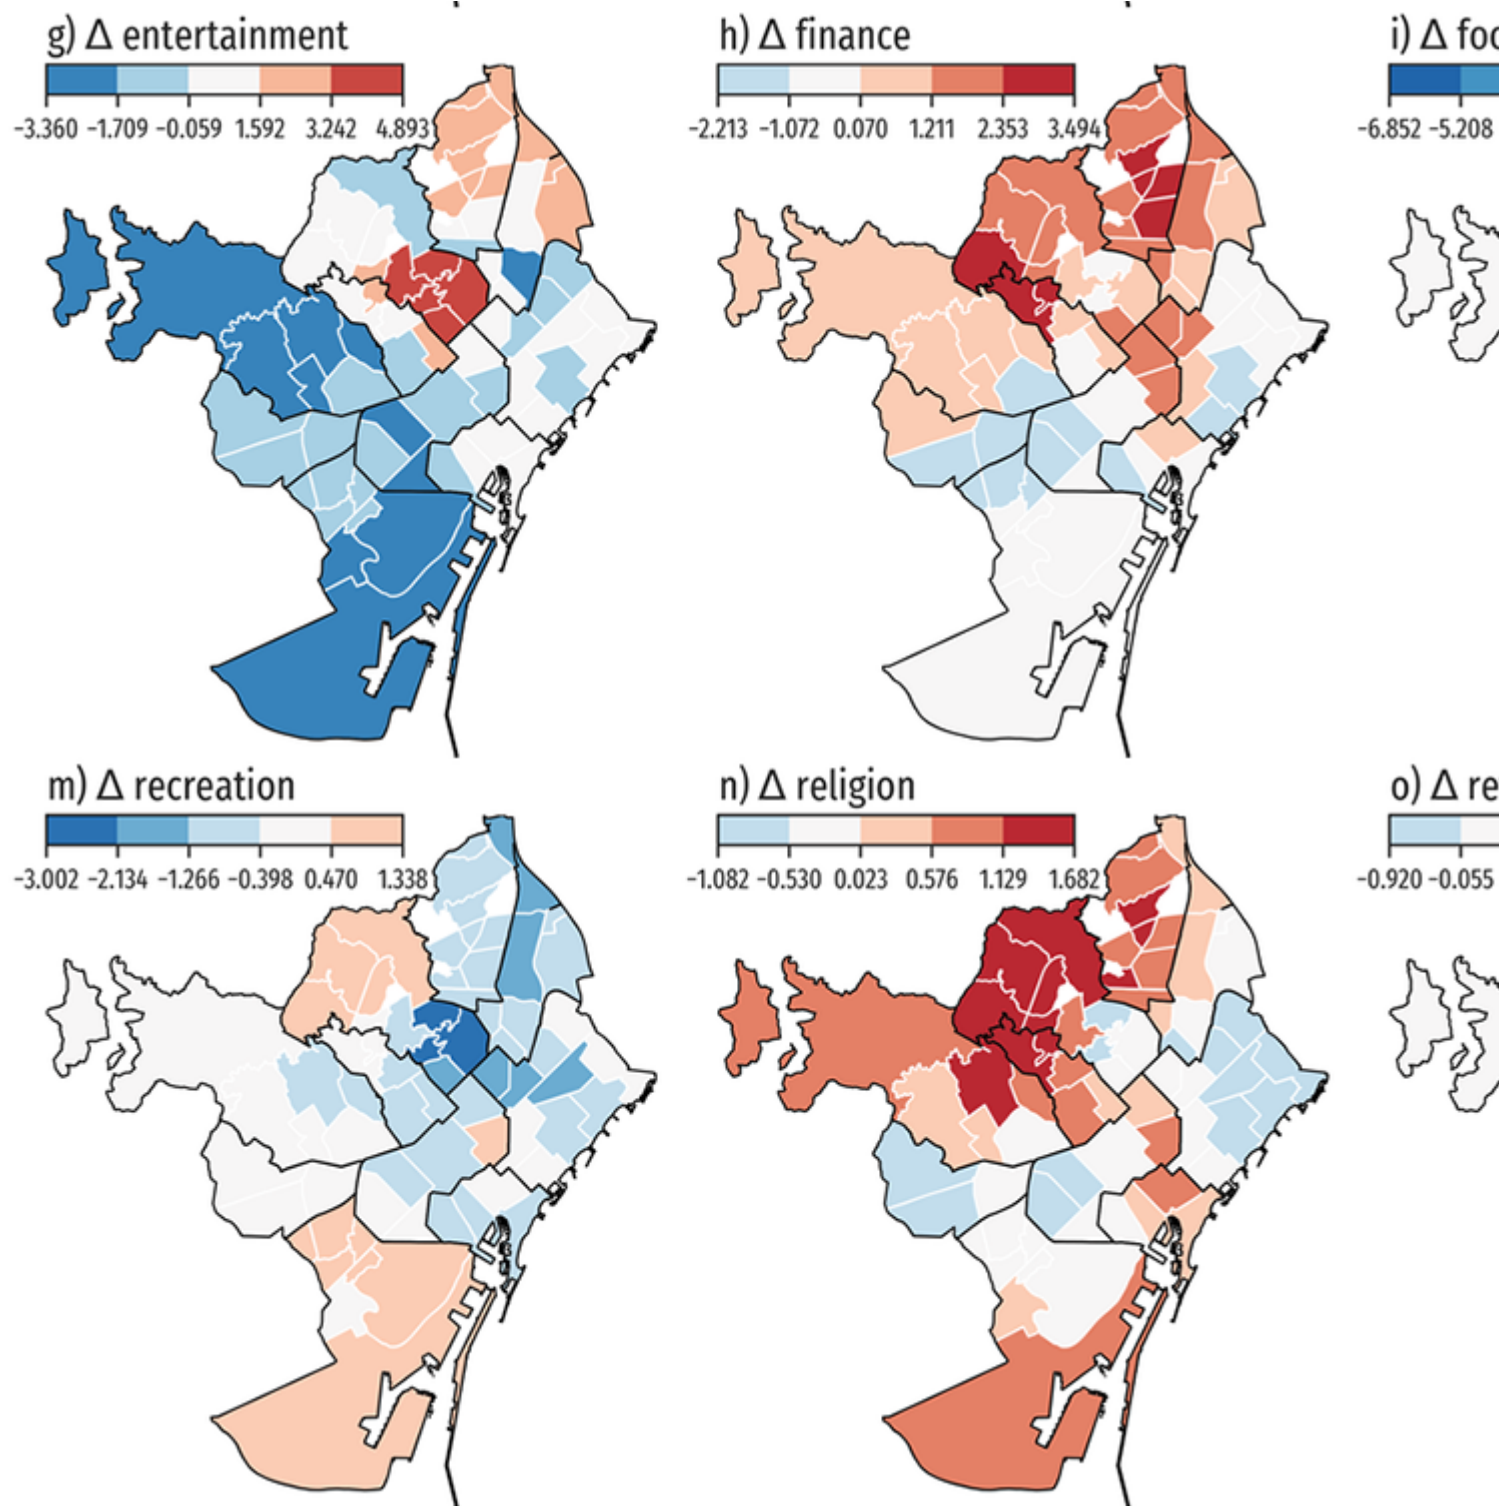 g) Δ entertainment
−3.360 −1.709 −0.059 1.592 3.242 4.893
h) Δ finance
−2.213 −1.072 0.070 1.211 2.353 3.494
i) Δ foo
−6.852 −5.208
m) Δ recreation
−3.002 −2.134 −1.266 −0.398 0.470 1.338
n) Δ religion
−1.082 −0.530 0.023 0.576 1.129 1.682
o) Δ re
−0.920 −0.055